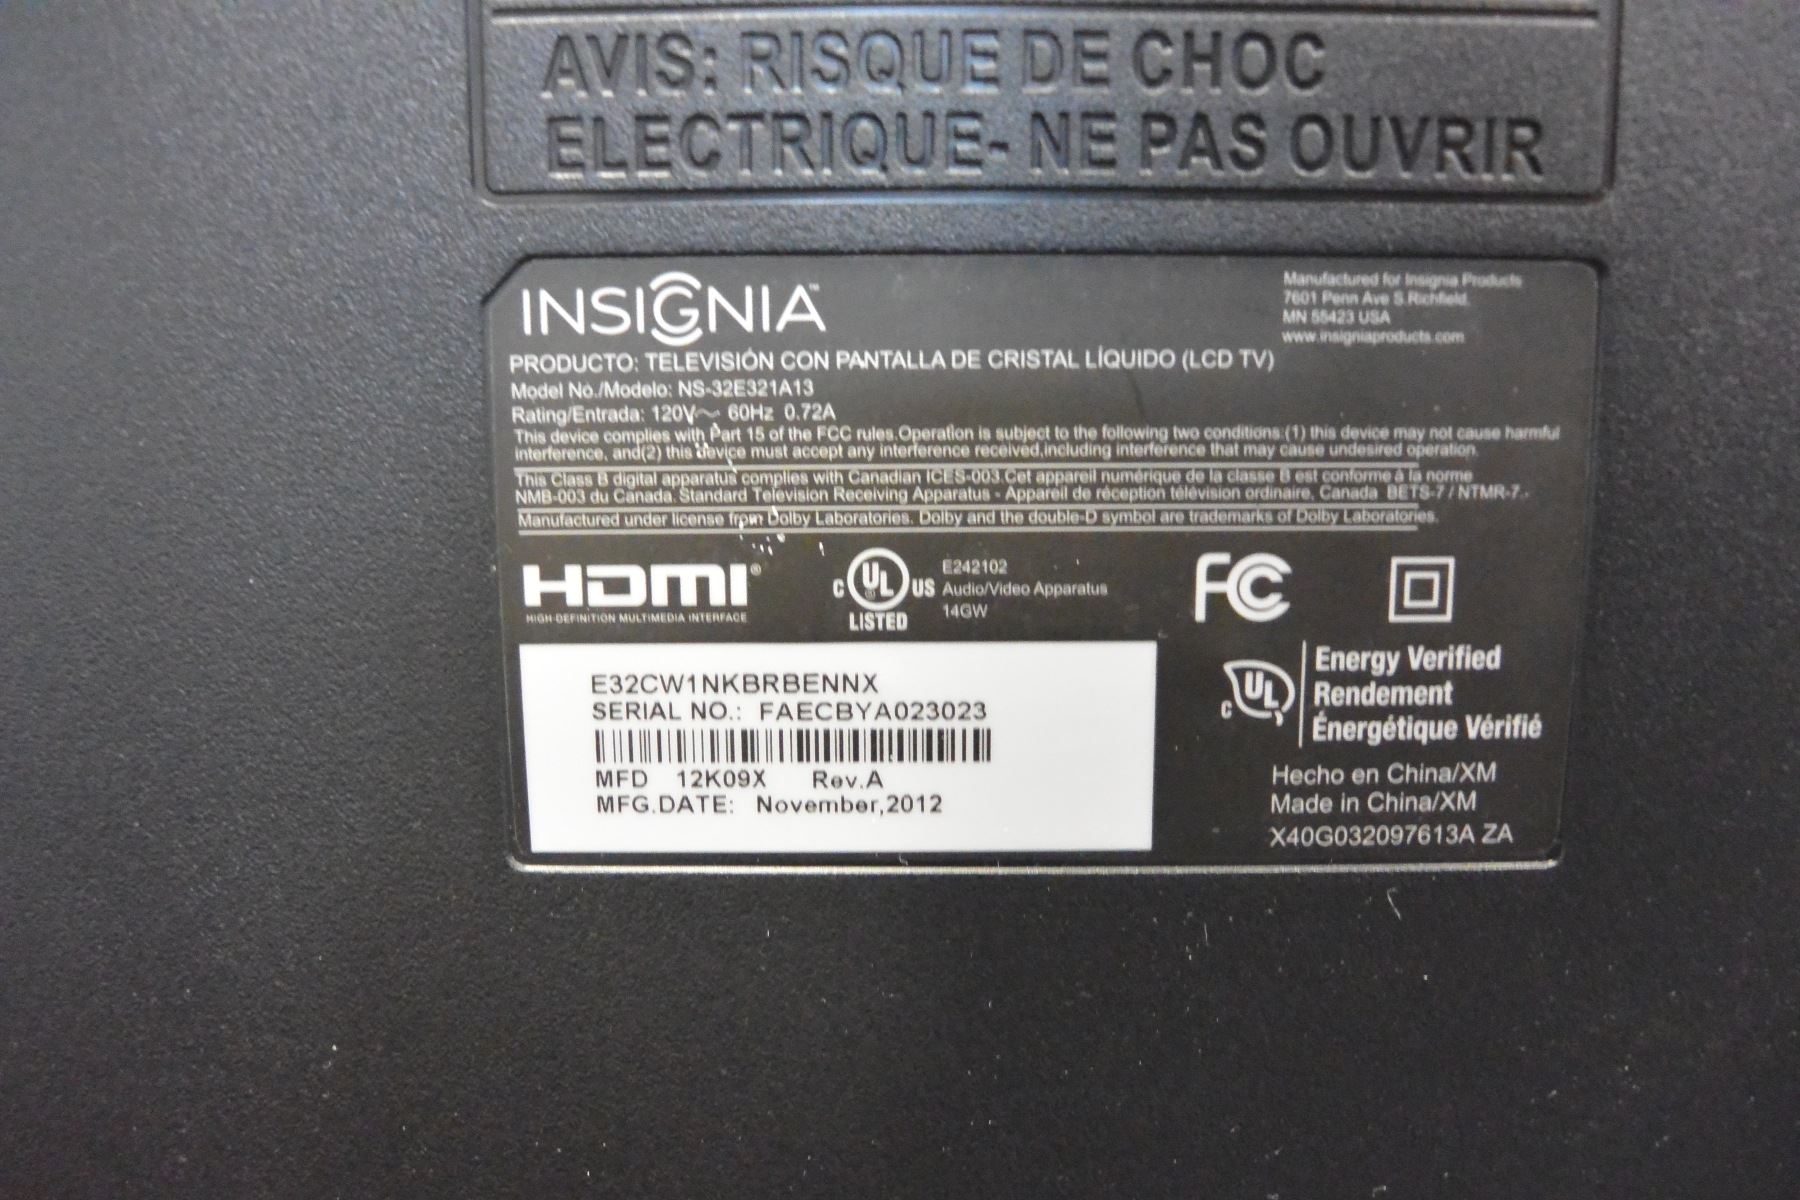 AVIS: RISQUE DE CHOC
ELECTRIQUE- NE PAS OUVRIR
INSIGNIA™
Manufactured for Insignia Products
7601 Penn Ave S.Richfield.
MN 55423 USA
www.insigniaproducts.com
PRODUCTO: TELEVISIÓN CON PANTALLA DE CRISTAL LÍQUIDO (LCD TV)
Model No./Modelo: NS-32E321A13
Rating/Entrada: 120V~ 60Hz 0.72A
This device complies with Part 15 of the FCC rules.Operation is subject to the following two conditions:(1) this device may not cause harmful
interference, and(2) this device must accept any interference received,including interference that may cause undesired operation.
This Class B digital apparatus complies with Canadian ICES-003.Cet appareil numérique de la classe B est conforme à la norme
NMB-003 du Canada.Standard Television Receiving Apparatus - Appareil de réception télévision ordinaire, Canada BETS-7 / NTMR-7..
Manufactured under license from Dolby Laboratories. Dolby and the double-D symbol are trademarks of Dolby Laboratories.
HDMI®
HIGH-DEFINITION MULTIMEDIA INTERFACE
C UL US
LISTED
E242102
Audio/Video Apparatus
14GW
FC
E32CW1NKBRBENNX
SERIAL NO.: FAECBYA023023
MFD 12K09X Rev.A
MFG.DATE: November,2012
C UL
Energy Verified
Rendement
Énergétique Vérifié
Hecho en China/XM
Made in China/XM
X40G032097613A ZA